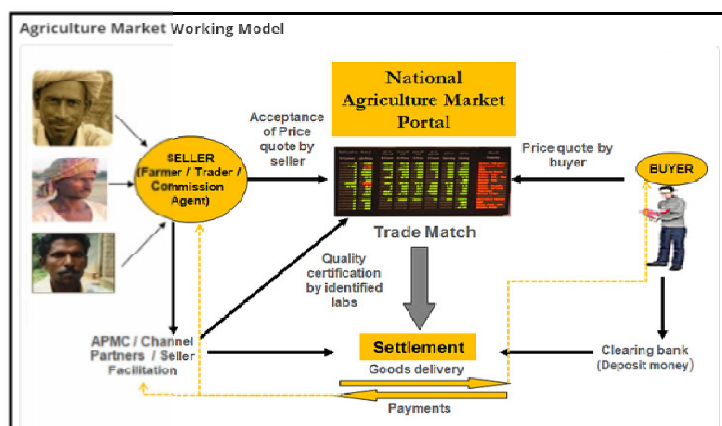 Agriculture Market Working Model
National
Agriculture Market
Portal
Acceptance
of Price
quote by
seller
SELLER
(Farmer / Trader /
Commission
Agent)
Price quote by
buyer
BUYER
Trade Match
Quality
certification
by identified
labs
APMC / Channel
Partners / Seller
Facilitation
Settlement
Goods delivery
Payments
Clearing bank
(Deposit money)